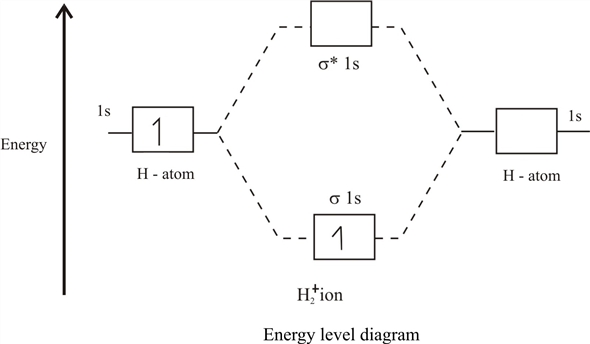 σ* 1s
1s
1
1s
Energy
H - atom
H - atom
σ 1s
1
H₂⁺ion
Energy level diagram